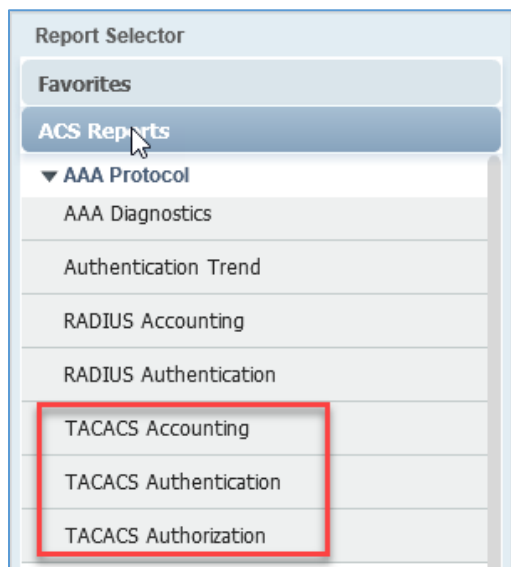 Report Selector
Favorites
ACS Reports
AAA Protocol
AAA Diagnostics
Authentication Trend
RADIUS Accounting
RADIUS Authentication
TACACS Accounting
TACACS Authentication
TACACS Authorization